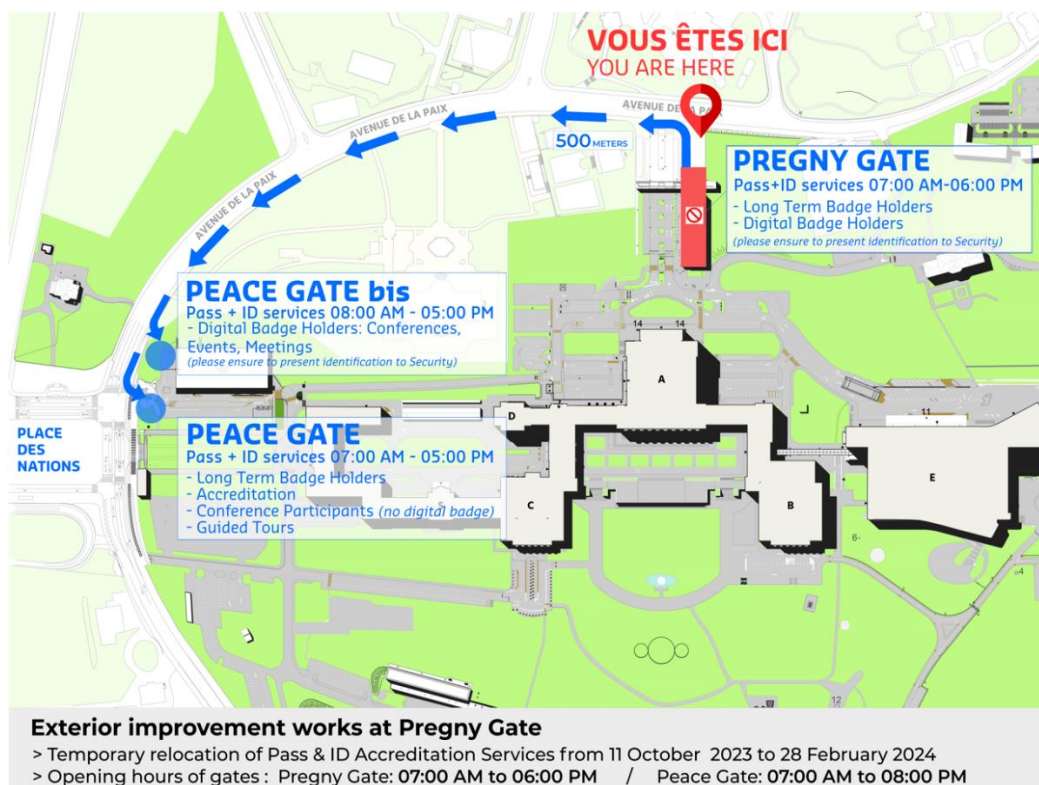 VOUS ÊTES ICI
YOU ARE HERE
AVENUE DE LA PAIX
AVENUE DE LA PAIX
AVENUE DE LA PAIX
500 METERS
PREGNY GATE
Pass+ID services 07:00 AM-06:00 PM
- Long Term Badge Holders
- Digital Badge Holders
(please ensure to present identification to Security)
PEACE GATE bis
Pass + ID services 08:00 AM - 05:00 PM
- Digital Badge Holders: Conferences,
Events, Meetings
(please ensure to present identification to Security)
14 14
A
D
11
PLACE
DES
NATIONS
PEACE GATE
Pass + ID services 07:00 AM - 05:00 PM
- Long Term Badge Holders
- Accreditation
- Conference Participants (no digital badge)
- Guided Tours
C
B
E
6
4
12
Exterior improvement works at Pregny Gate
> Temporary relocation of Pass & ID Accreditation Services from 11 October 2023 to 28 February 2024
> Opening hours of gates : Pregny Gate: 07:00 AM to 06:00 PM / Peace Gate: 07:00 AM to 08:00 PM